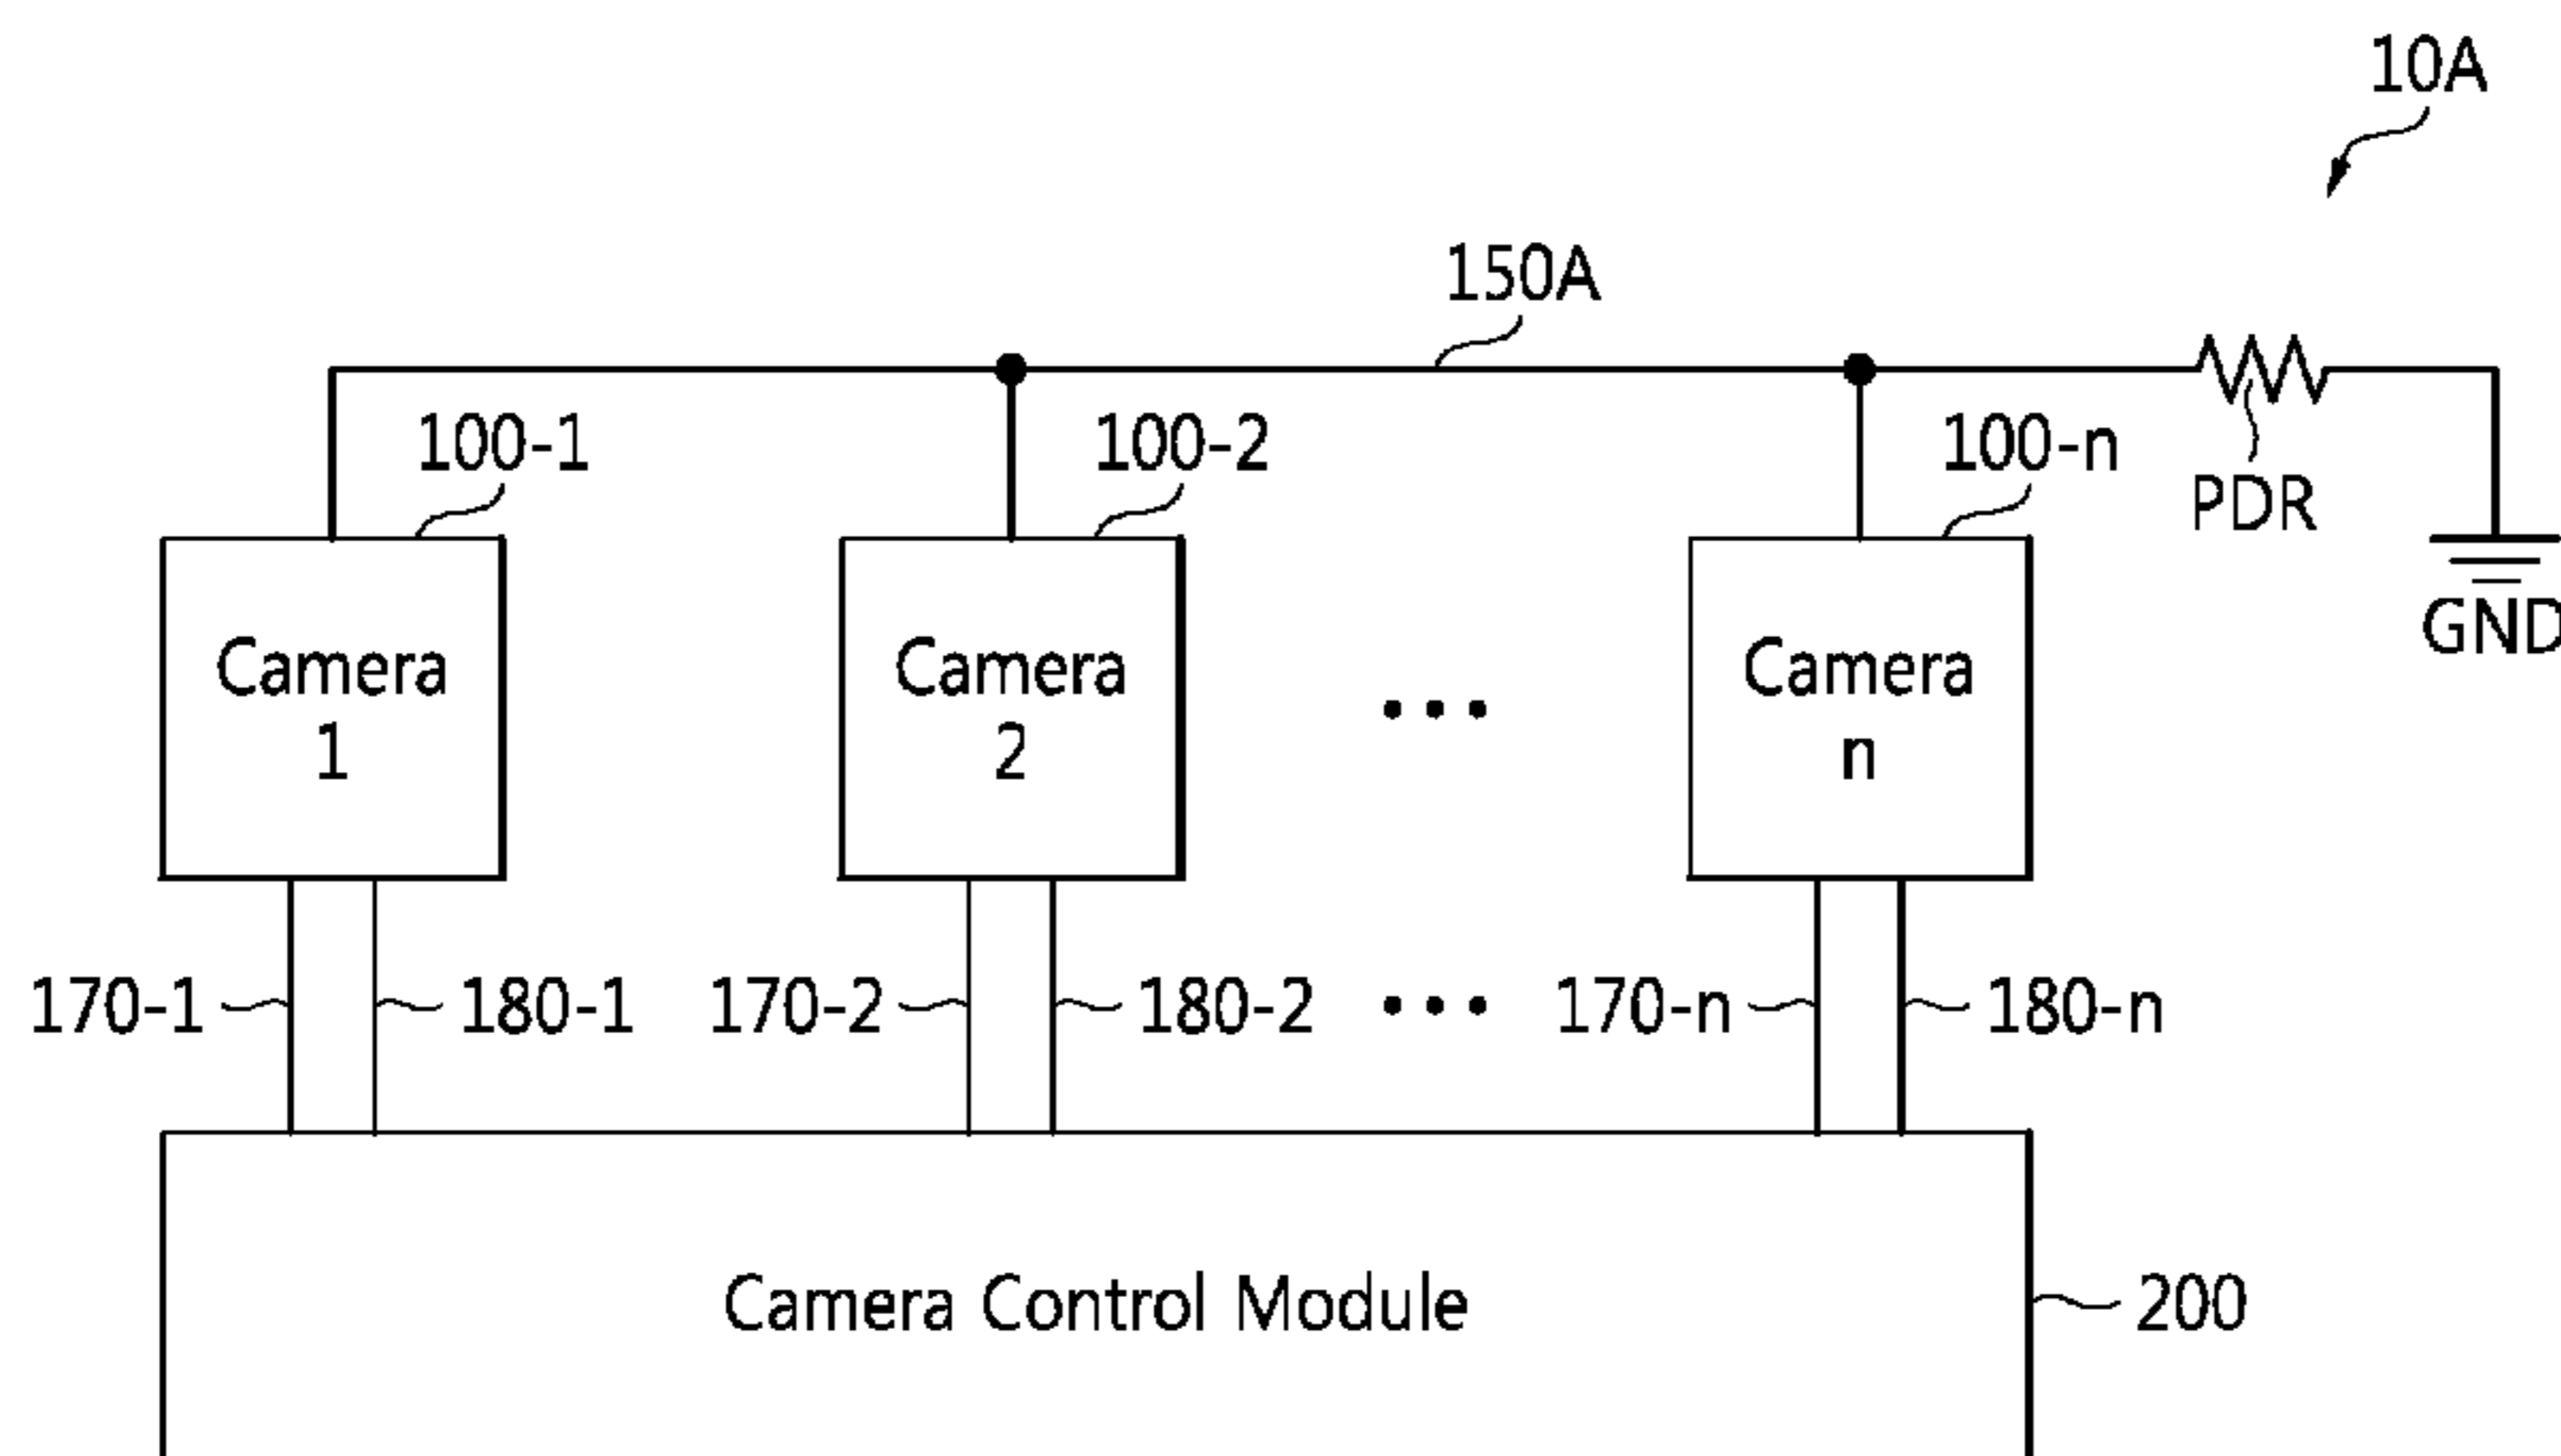 10A
150A
100-1
100-2
100-n
PDR
GND
Camera
1
Camera
2
Camera
n
170-1
180-1
170-2
180-2
170-n
180-n
Camera Control Module
200